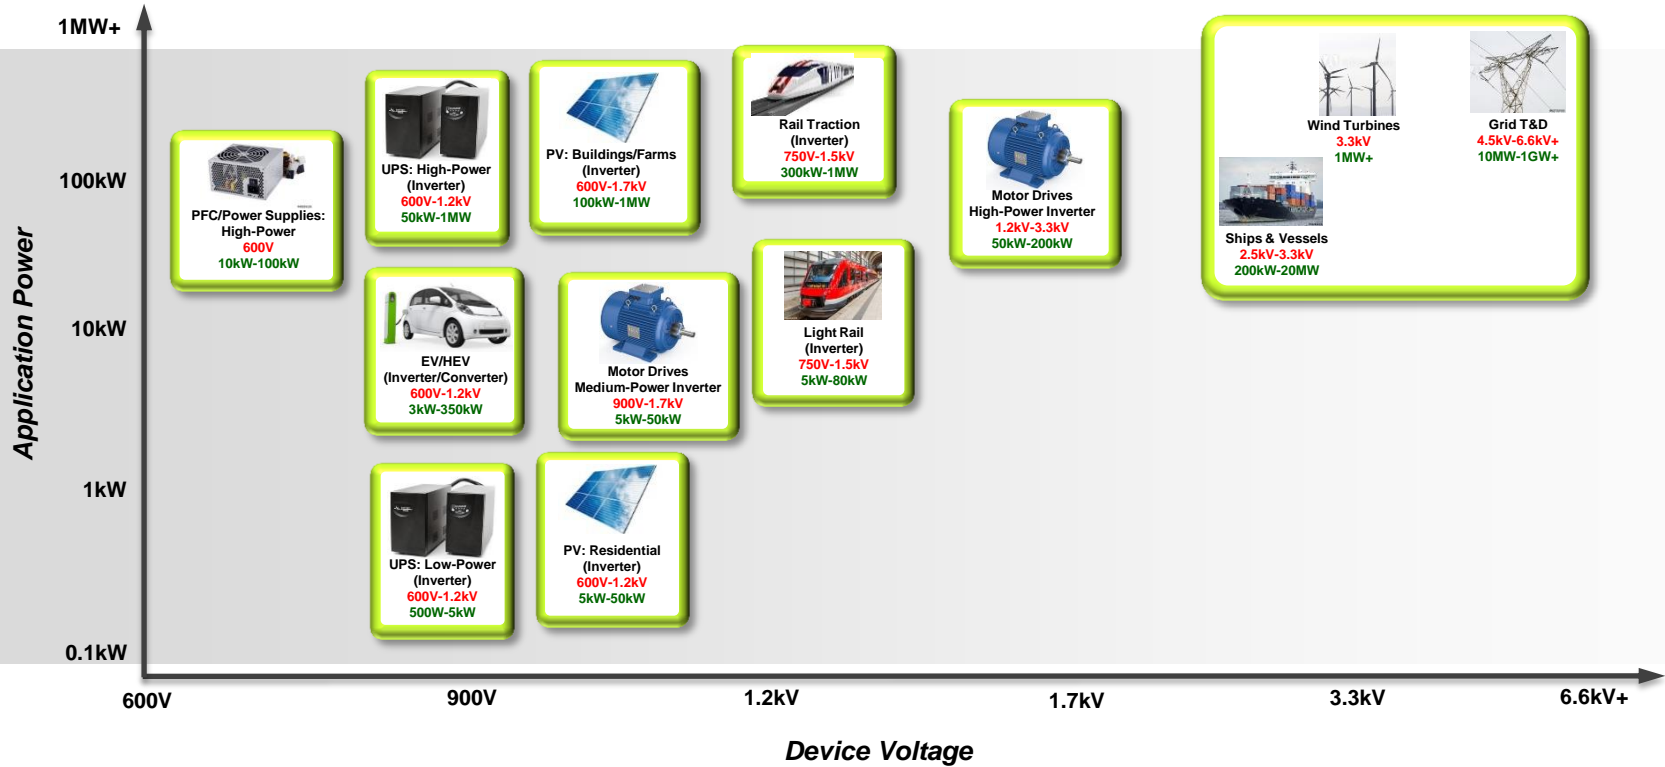 1MW+
100kW
10kW
1kW
0.1kW
Application Power
PFC/Power Supplies:
High-Power
600V
10kW-100kW
UPS: High-Power
(Inverter)
600V-1.2kV
50kW-1MW
PV: Buildings/Farms
(Inverter)
600V-1.7kV
100kW-1MW
Rail Traction
(Inverter)
750V-1.5kV
300kW-1MW
Motor Drives
High-Power Inverter
1.2kV-3.3kV
50kW-200kW
Wind Turbines
3.3kV
1MW+
Grid T&D
4.5kV-6.6kV+
10MW-1GW+
Ships & Vessels
2.5kV-3.3kV
200kW-20MW
EV/HEV
(Inverter/Converter)
600V-1.2kV
3kW-350kW
Motor Drives
Medium-Power Inverter
900V-1.7kV
5kW-50kW
Light Rail
(Inverter)
750V-1.5kV
5kW-80kW
UPS: Low-Power
(Inverter)
600V-1.2kV
500W-5kW
PV: Residential
(Inverter)
600V-1.2kV
5kW-50kW
600V
900V
1.2kV
1.7kV
3.3kV
6.6kV+
Device Voltage